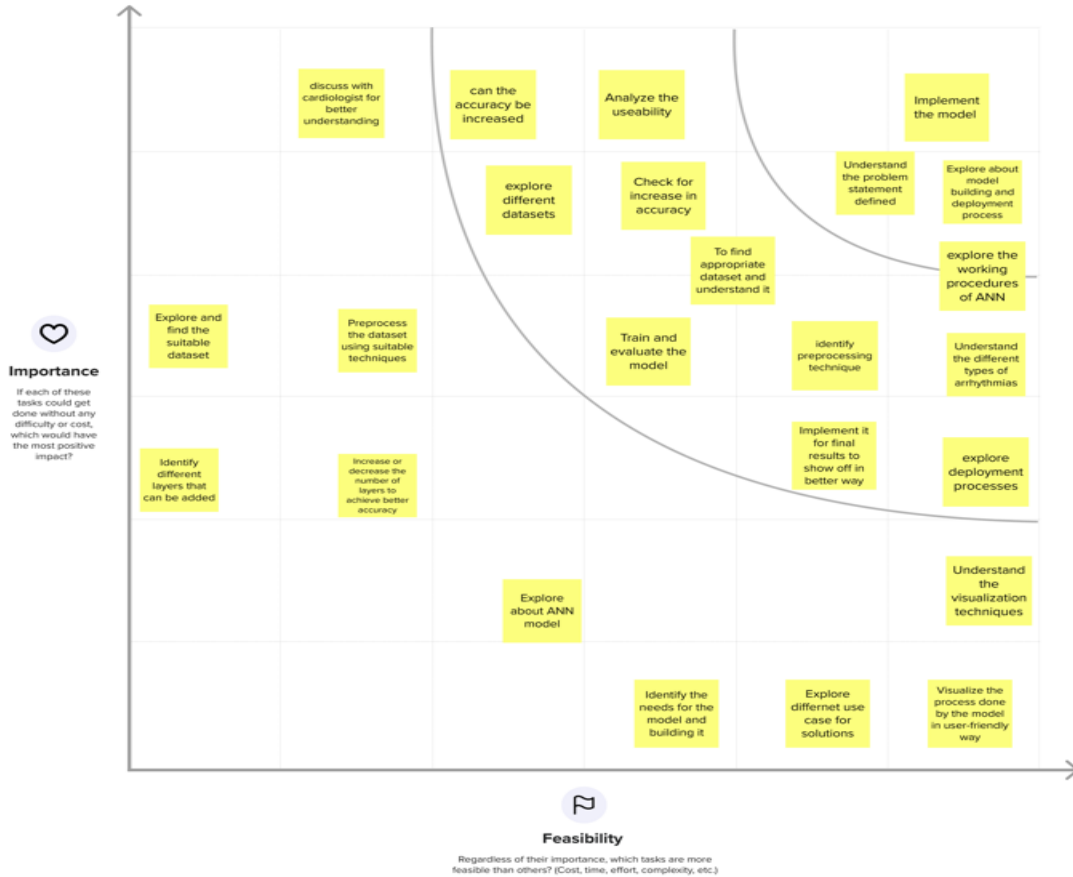 discuss with
cardiologist for
better
understanding
can the
accuracy be
increased
Analyze the
useability
Implement
the model
explore
different
datasets
Check for
increase in
accuracy
Understand
the problem
statement
defined
Explore about
model
building and
deployment
process
To find
appropriate
dataset and
understand it
explore the
working
procedures
of ANN
Explore and
find the
suitable
dataset
Preprocess
the dataset
using suitable
techniques
Train and
evaluate the
model
identify
preprocessing
technique
Understand
the different
types of
arrhythmias
Importance
If each of these
tasks could get
done without any
difficulty or cost,
which would have
the most positive
impact?
Identify
different
layers that
can be added
Increase or
decrease the
number of
layers to
achieve better
accuracy
Implement it
for final
results to
show off in
better way
explore
deployment
processes
Explore
about ANN
model
Understand
the
visualization
techniques
Identify the
needs for the
model and
building it
Explore
differnet use
case for
solutions
Visualize the
process done
by the model
in user-friendly
way
Feasibility
Regardless of their importance, which tasks are more
feasible than others? (Cost, time, effort, complexity, etc.)